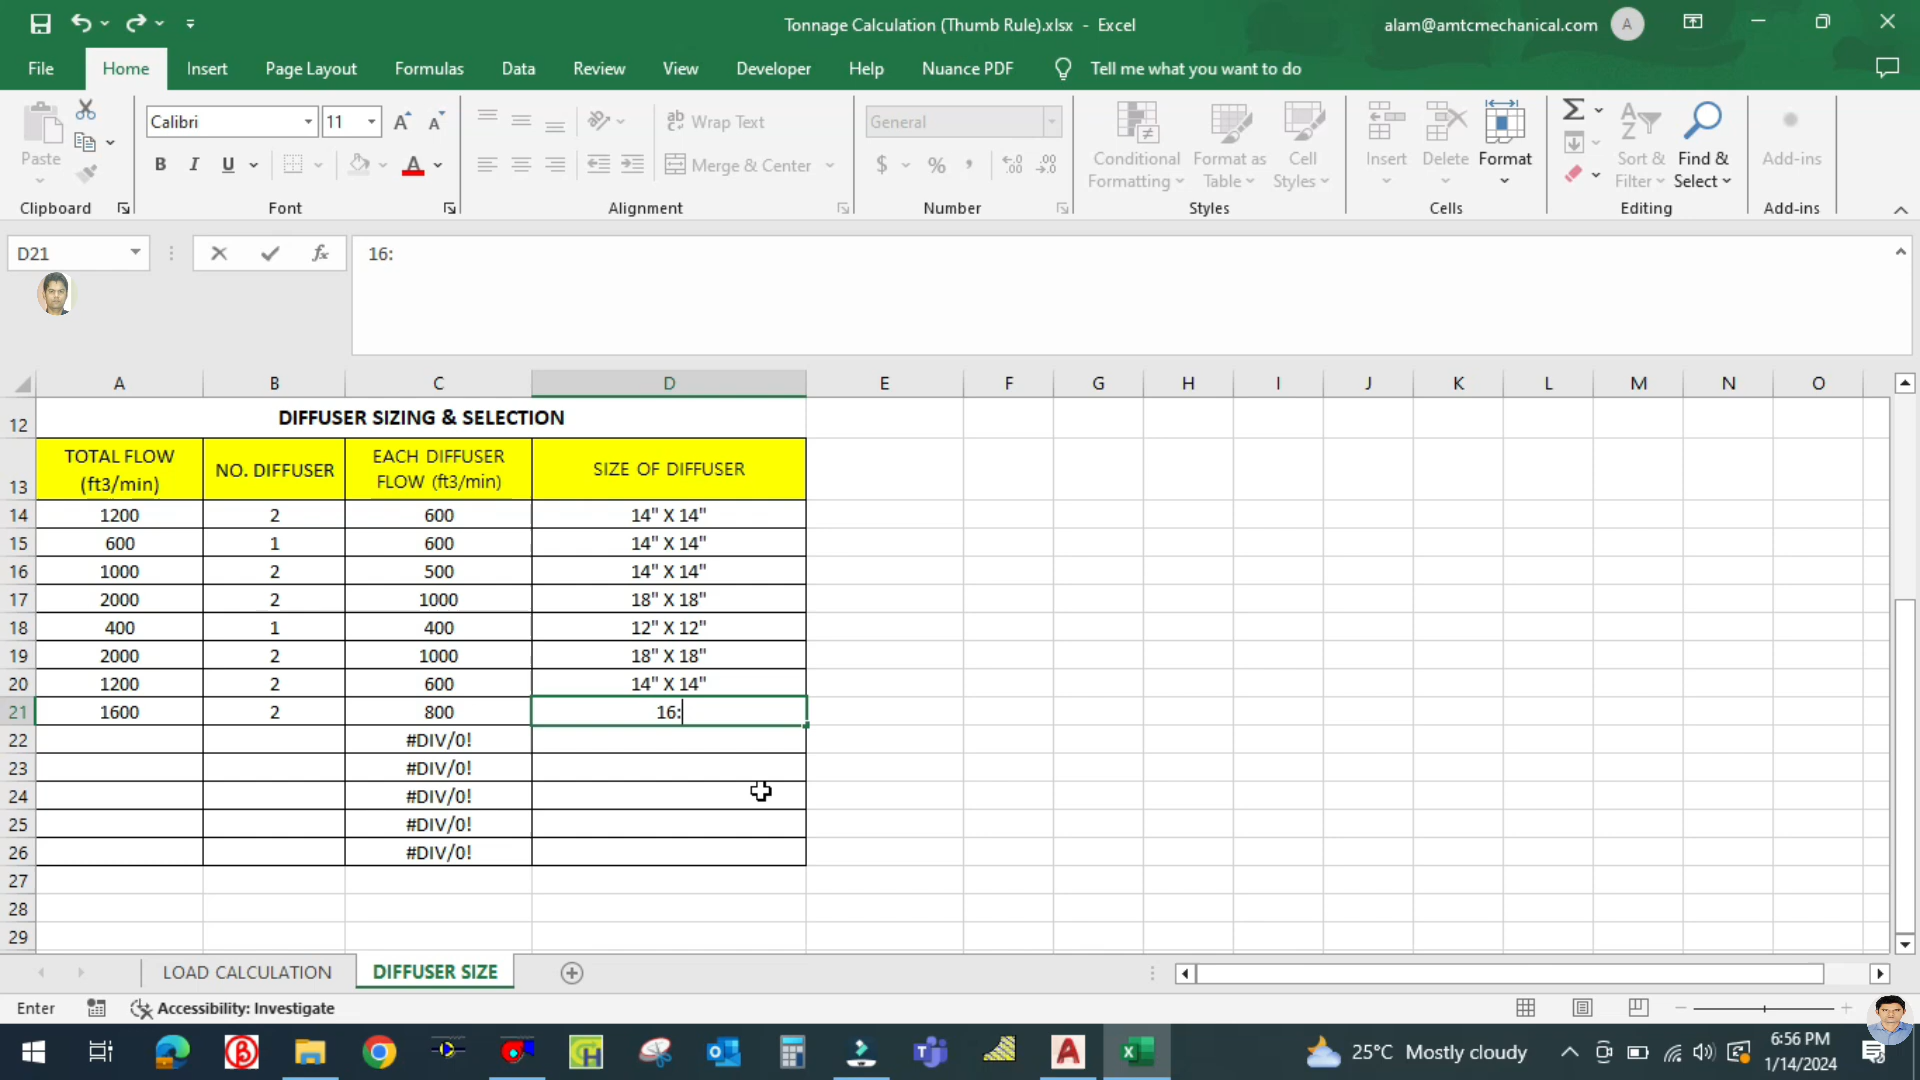 Tonnage Calculation (Thumb Rule).xlsx - Excel
alam@amtcmechanical.com
A
File Home Insert Page Layout Formulas Data Review View Developer Help Nuance PDF Tell me what you want to do
Paste
Clipboard
Calibri 11
B I U
Font
Wrap Text
Merge & Center
Alignment
General
$ % ,
Number
Conditional Formatting
Format as Table
Cell Styles
Styles
Insert Delete Format
Cells
Sort & Filter
Find & Select
Editing
Add-ins
Add-ins
D21
fx
16:
A B C D E F G H I J K L M N O
12 DIFFUSER SIZING & SELECTION
13 TOTAL FLOW (ft3/min) NO. DIFFUSER EACH DIFFUSER FLOW (ft3/min) SIZE OF DIFFUSER
14 1200 2 600 14" X 14"
15 600 1 600 14" X 14"
16 1000 2 500 14" X 14"
17 2000 2 1000 18" X 18"
18 400 1 400 12" X 12"
19 2000 2 1000 18" X 18"
20 1200 2 600 14" X 14"
21 1600 2 800 16:
22 #DIV/0!
23 #DIV/0!
24 #DIV/0!
25 #DIV/0!
26 #DIV/0!
27
28
29
LOAD CALCULATION DIFFUSER SIZE
Enter Accessibility: Investigate
25°C Mostly cloudy
6:56 PM
1/14/2024